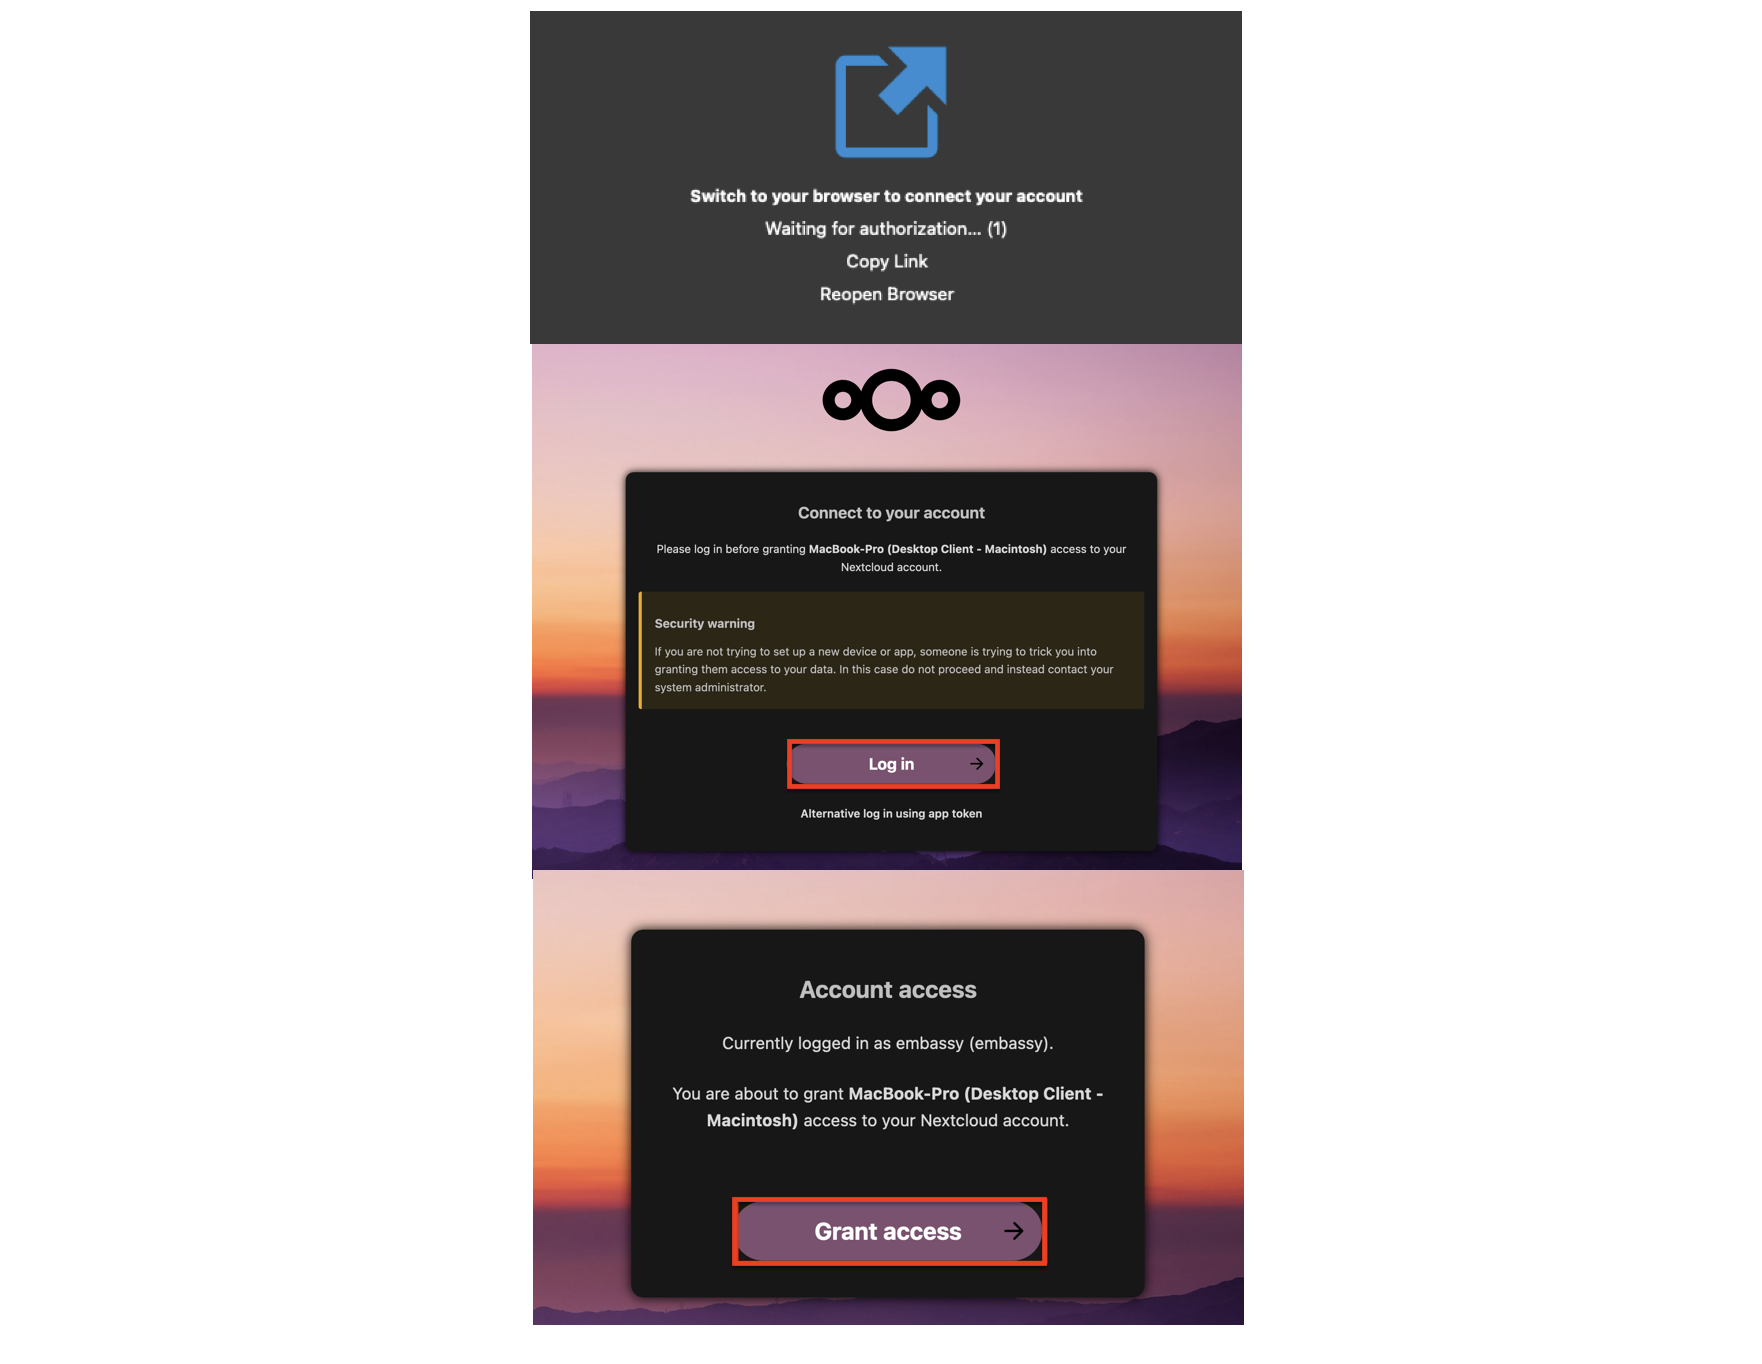 Switch to your browser to connect your account
Waiting for authorization... (1)
Copy Link
Reopen Browser
Connect to your account
Please log in before granting MacBook-Pro (Desktop Client - Macintosh) access to your
Nextcloud account.
Security warning
If you are not trying to set up a new device or app, someone is trying to trick you into
granting them access to your data. In this case do not proceed and instead contact your
system administrator.
Log in
Alternative log in using app token
Account access
Currently logged in as embassy (embassy).
You are about to grant MacBook-Pro (Desktop Client -
Macintosh) access to your Nextcloud account.
Grant access